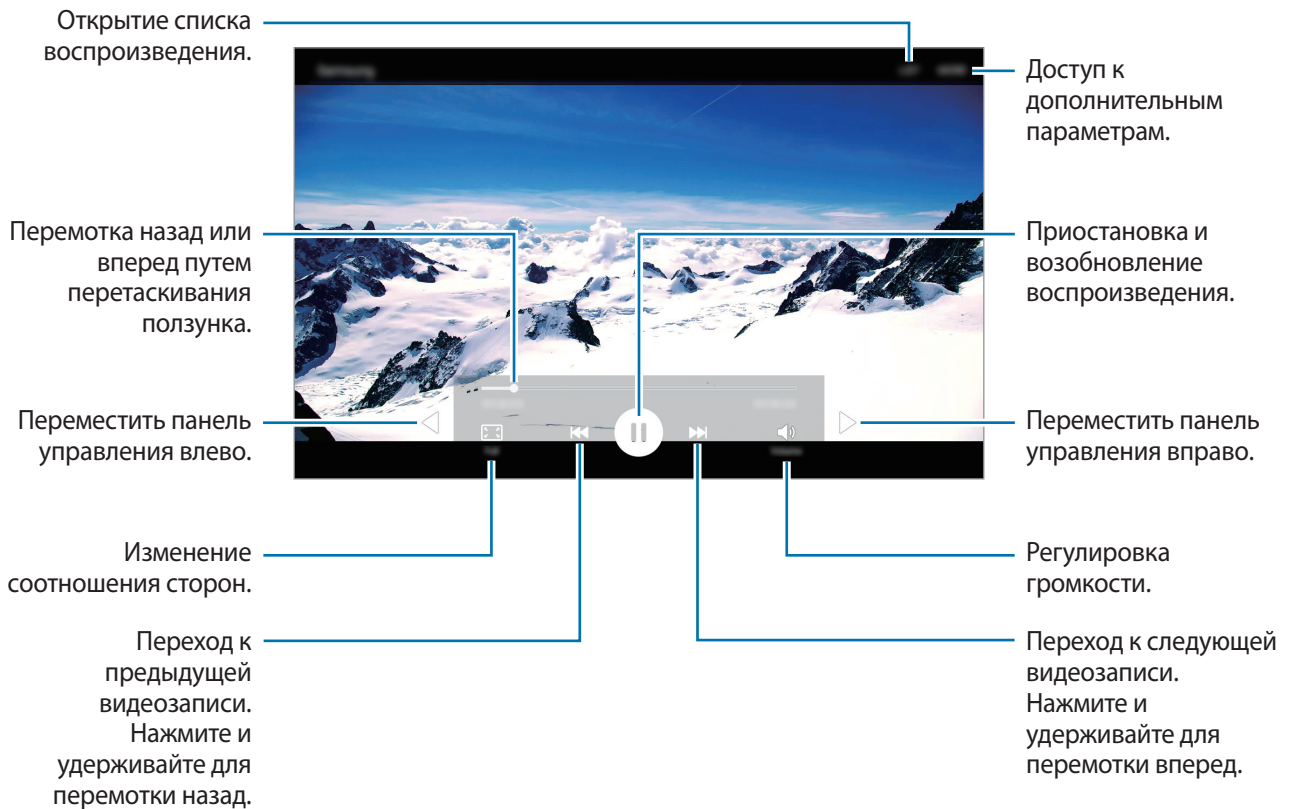 Открытие списка
воспроизведения.
Доступ к
дополнительным
параметрам.
Перемотка назад или
вперед путем
перетаскивания
ползунка.
Приостановка и
возобновление
воспроизведения.
Переместить панель
управления влево.
Переместить панель
управления вправо.
Изменение
соотношения сторон.
Регулировка
громкости.
Переход к
предыдущей
видеозаписи.
Нажмите и
удерживайте для
перемотки назад.
Переход к следующей
видеозаписи.
Нажмите и
удерживайте для
перемотки вперед.